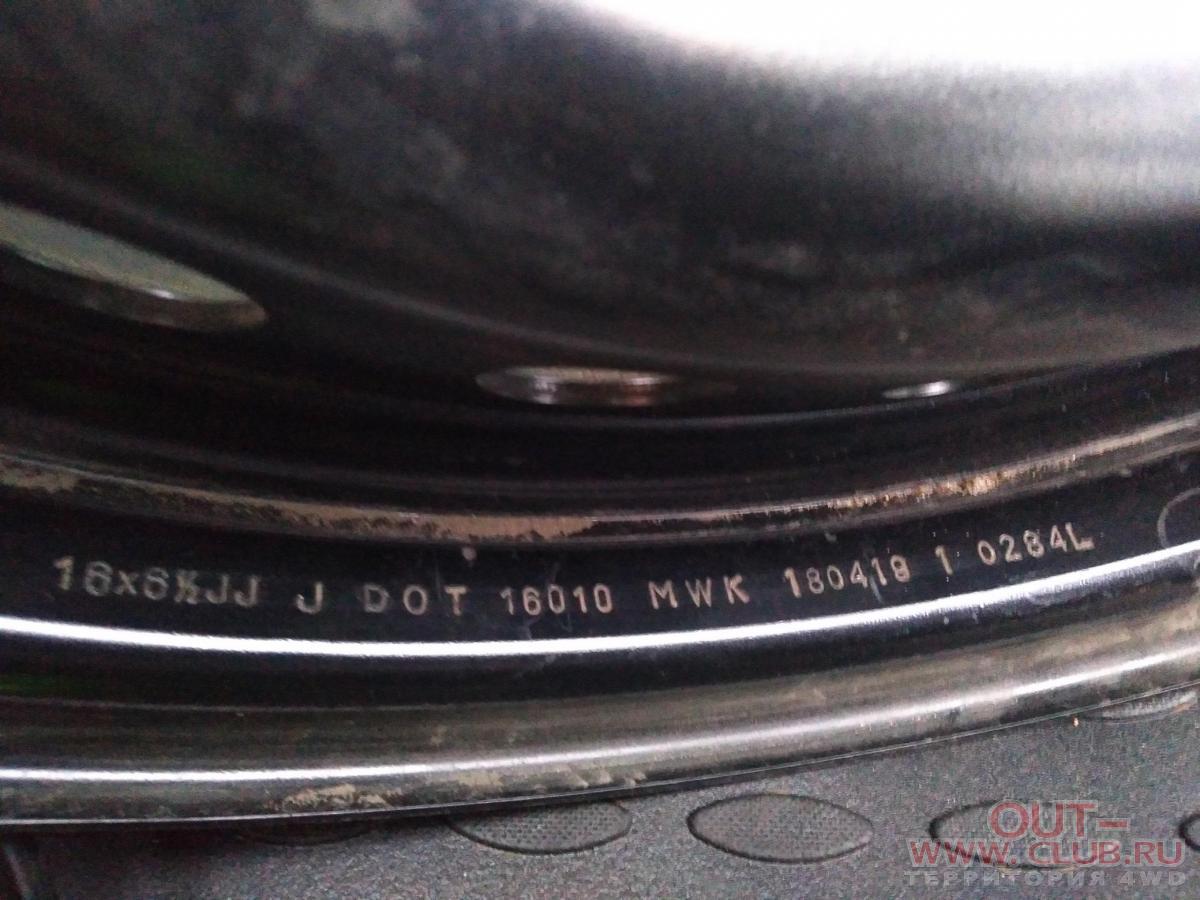 16x6½JJ J DOT 16010 MWK 180418 1 0284L
OUT-
WWW.CLUB.RU
ТЕРРИТОРИЯ 4WD